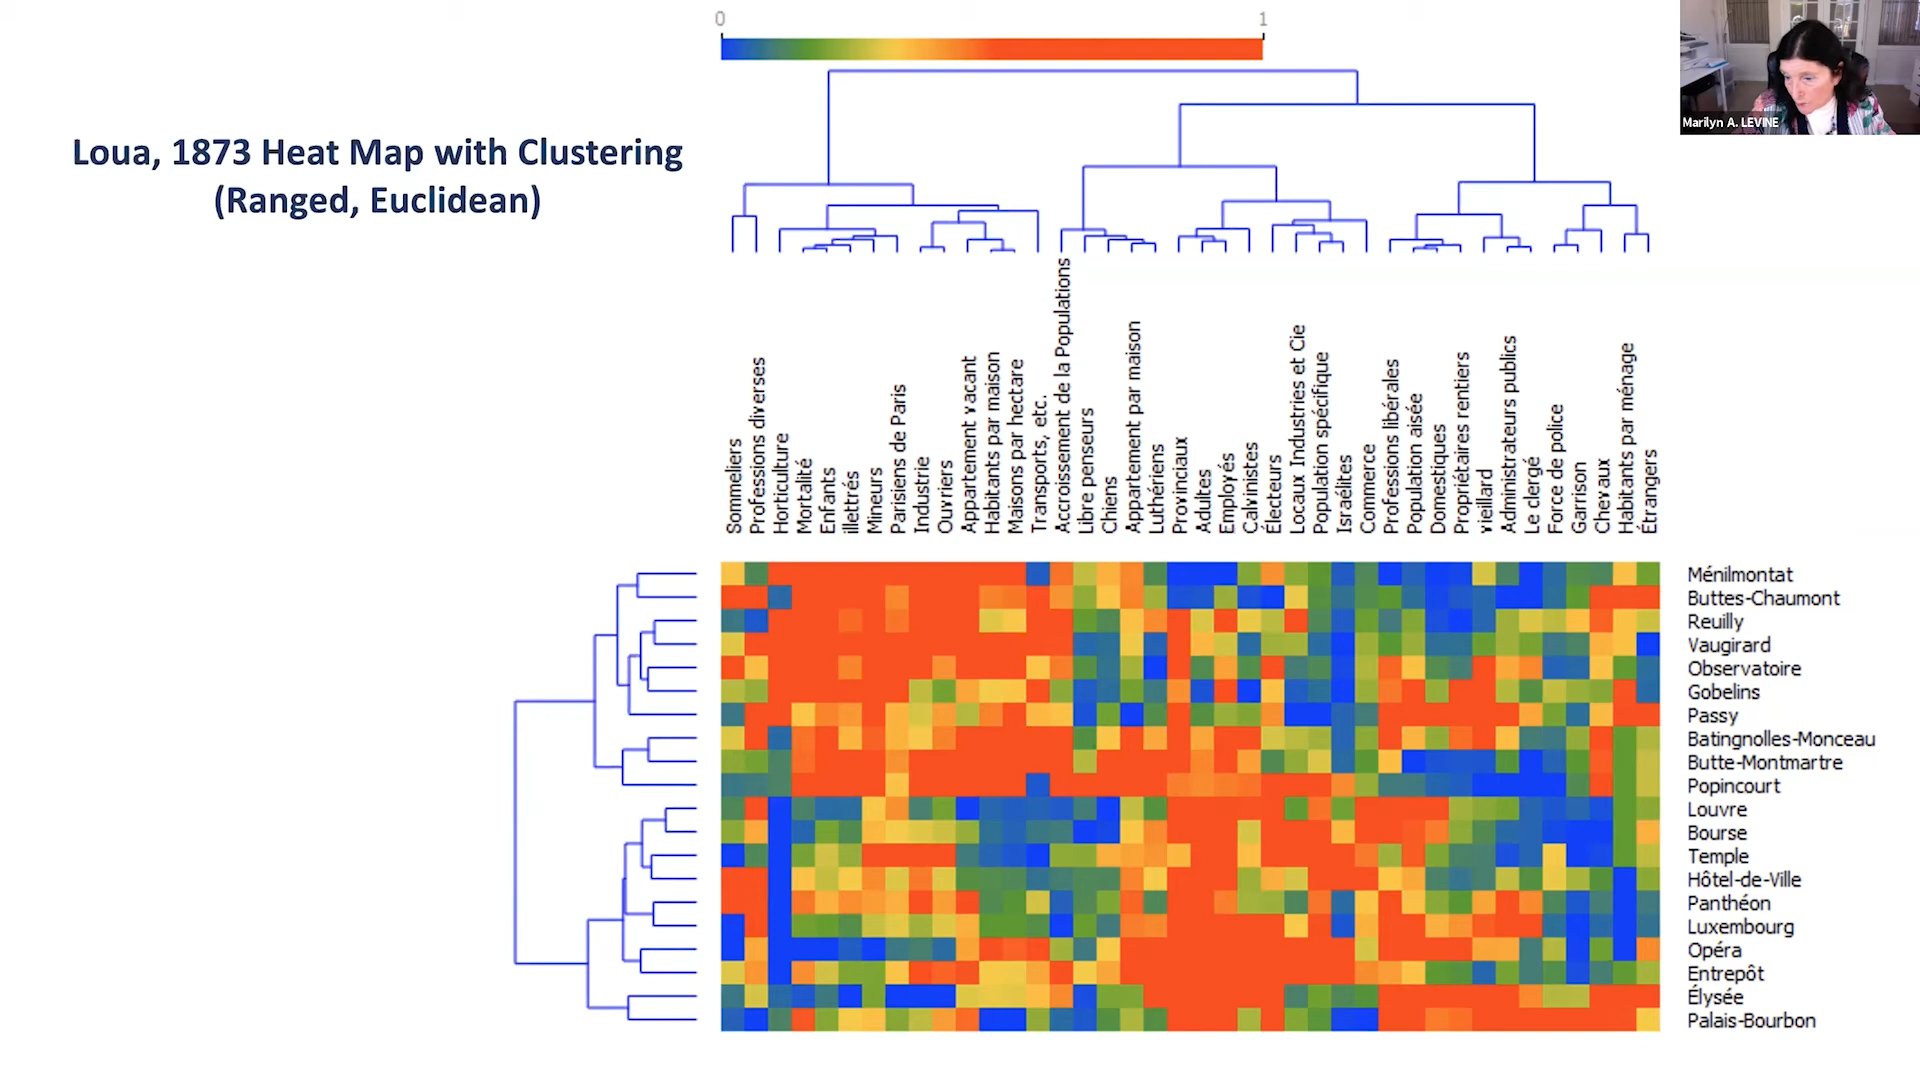 0
1
Marilyn A. LEVINE
Loua, 1873 Heat Map with Clustering
(Ranged, Euclidean)
Sommeliers
Professions diverses
Horticulture
Mortalité
Enfants
illettrés
Mineurs
Parisiens de Paris
Industrie
Ouvriers
Appartement vacant
Habitants par maison
Maisons par hectare
Transports, etc.
Accroissement de la Populations
Libre penseurs
Chiens
Appartement par maison
Luthériens
Provinciaux
Adultes
Employés
Calvinistes
Électeurs
Locaux Industries et Cie
Population spécifique
Israélites
Commerce
Professions libérales
Population aisée
Domestiques
Propriétaires rentiers
vieillard
Administrateurs publics
Le clergé
Force de police
Garrison
Chevaux
Habitants par ménage
Étrangers
Ménilmontat
Buttes-Chaumont
Reuilly
Vaugirard
Observatoire
Gobelins
Passy
Batingnolles-Monceau
Butte-Montmartre
Popincourt
Louvre
Bourse
Temple
Hôtel-de-Ville
Panthéon
Luxembourg
Opéra
Entrepôt
Élysée
Palais-Bourbon